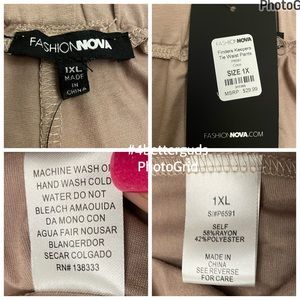 PhotoG
FASHIONNOVA
1XL
MADE
IN
CHINA
Finders Keepers
Tie Waist Pants
SIZE 1X
MSRP: $29.99
FASHIONNOVA.COM
#4betterguds
PhotoGrid
MACHINE WASH OR
HAND WASH COLD
WATER DO NOT
BLEACH AMAOUIDA
DA MONO CON
AGUA FAIR NOUSAR
BLANQERDOR
SECAR COLGADO
RN# 138333
1XL
S/#P6591
SELF
58%RAYON
42%POLYESTER
MADE IN
CHINA
SEE REVERSE
FOR CARE